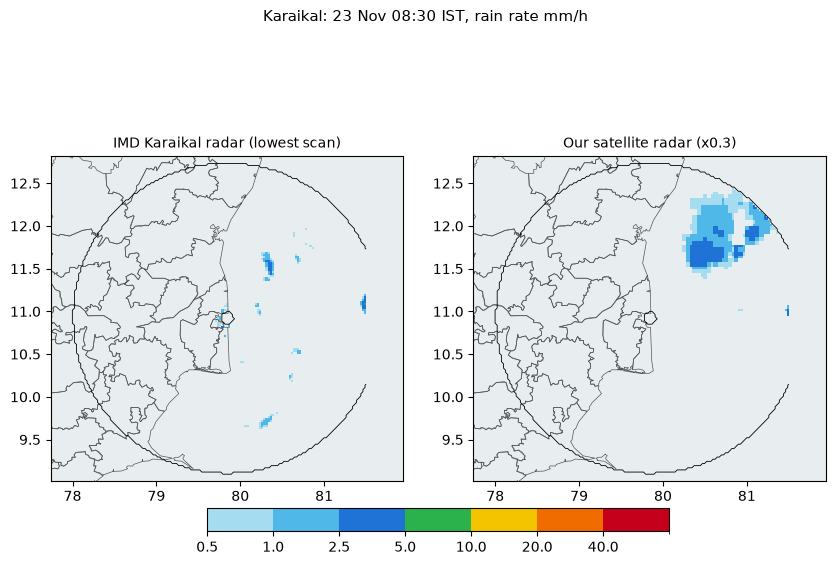 Karaikal: 23 Nov 08:30 IST, rain rate mm/h
IMD Karaikal radar (lowest scan)
Our satellite radar (x0.3)
12.5
12.0
11.5
11.0
10.5
10.0
9.5
78 79 80 81
12.5
12.0
11.5
11.0
10.5
10.0
9.5
78 79 80 81
0.5 1.0 2.5 5.0 10.0 20.0 40.0